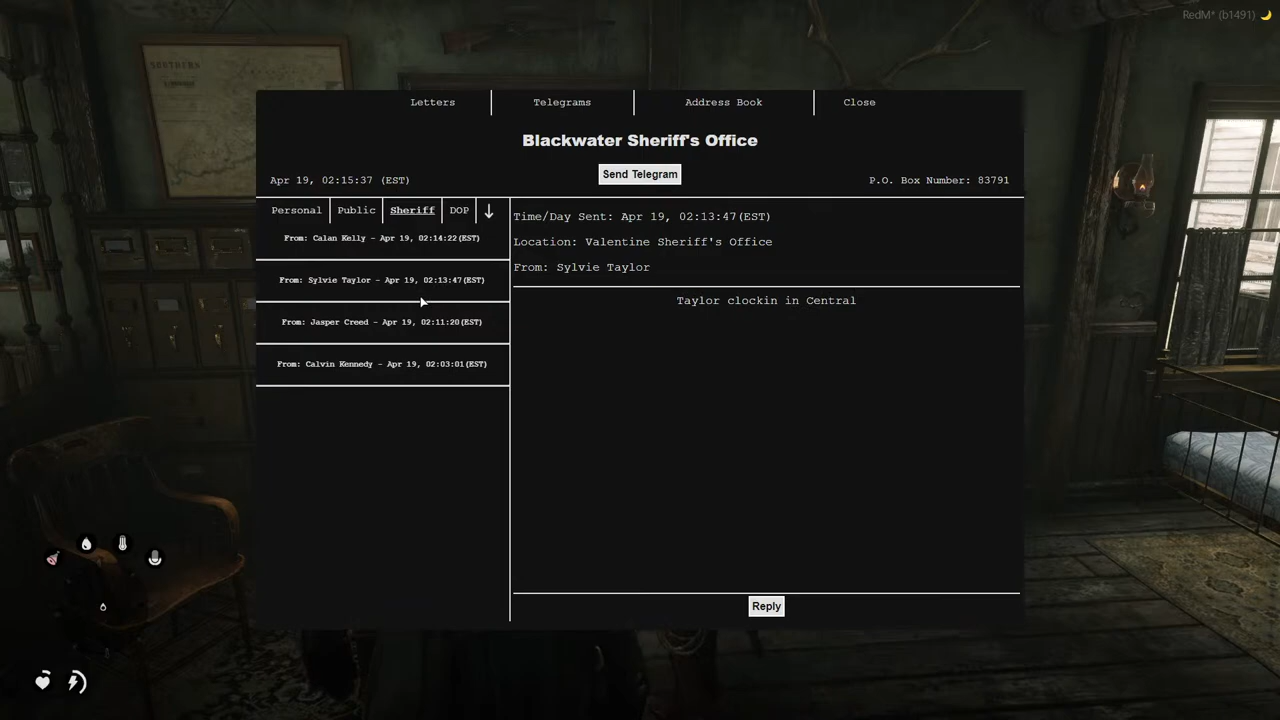 RedM* (b1491)
Letters
Telegrams
Address Book
Close
Blackwater Sheriff's Office
Send Telegram
Apr 19, 02:15:37 (EST)
P.O. Box Number: 83791
Personal
Public
Sheriff
DOP
From: Calan Kelly - Apr 19, 02:14:22(EST)
From: Sylvie Taylor - Apr 19, 02:13:47(EST)
From: Jasper Creed - Apr 19, 02:11:20(EST)
From: Calvin Kennedy - Apr 19, 02:03:01(EST)
Time/Day Sent: Apr 19, 02:13:47(EST)
Location: Valentine Sheriff's Office
From: Sylvie Taylor
Taylor clockin in Central
Reply